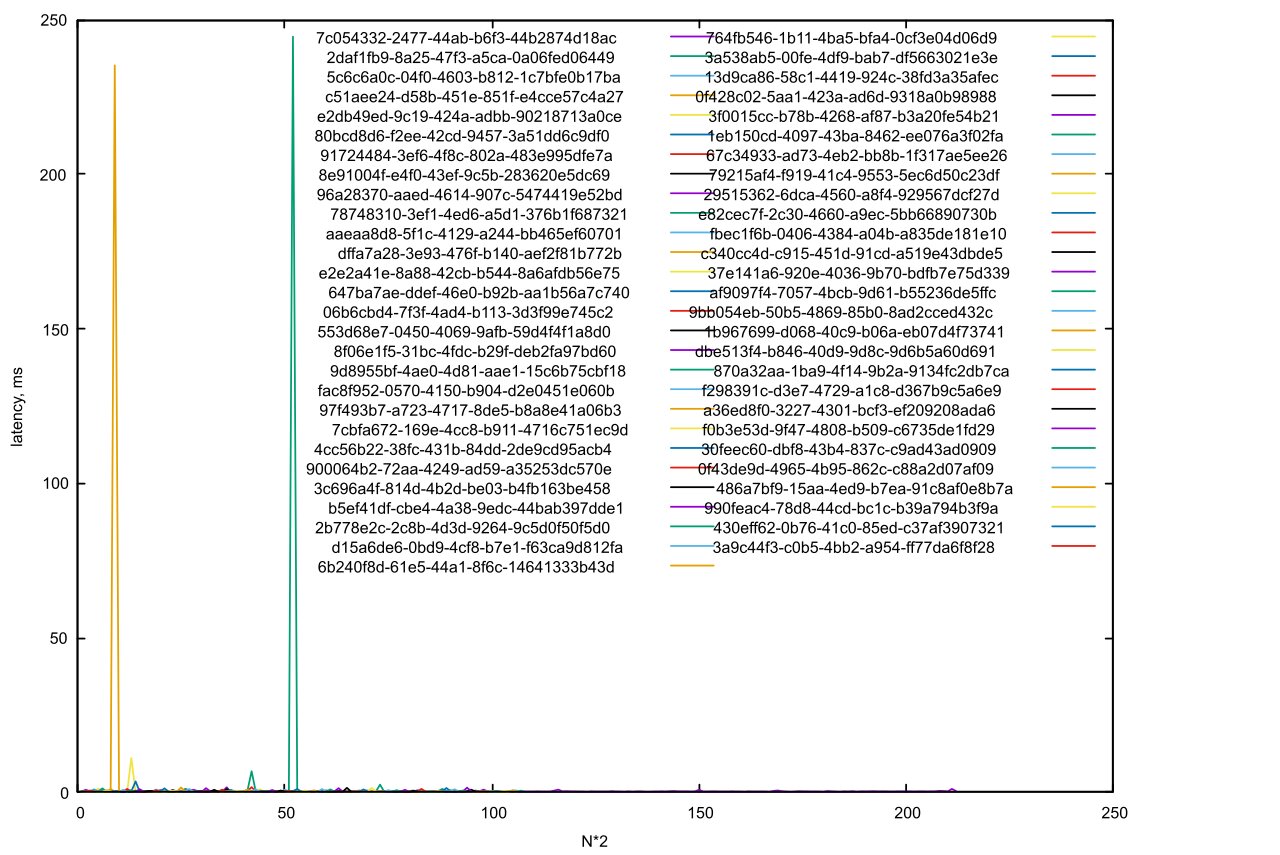 250
200
150
100
50
0
latency, ms
7c054332-2477-44ab-b6f3-44b2874d18ac
2daf1fb9-8a25-47f3-a5ca-0a06fed06449
5c6c6a0c-04f0-4603-b812-1c7bfe0b17ba
c51aee24-d58b-451e-851f-e4cce57c4a27
e2db49ed-9c19-424a-adbb-90218713a0ce
80bcd8d6-f2ee-42cd-9457-3a51dd6c9df0
91724484-3ef6-4f8c-802a-483e995dfe7a
8e91004f-e4f0-43ef-9c5b-283620e5dc69
96a28370-aaed-4614-907c-5474419e52bd
78748310-3ef1-4ed6-a5d1-376b1f687321
aaeaa8d8-5f1c-4129-a244-bb465ef60701
dffa7a28-3e93-476f-b140-aef2f81b772b
e2e2a41e-8a88-42cb-b544-8a6afdb56e75
647ba7ae-ddef-46e0-b92b-aa1b56a7c740
06b6cbd4-7f3f-4ad4-b113-3d3f99e745c2
553d68e7-0450-4069-9afb-59d4f4f1a8d0
8f06e1f5-31bc-4fdc-b29f-deb2fa97bd60
9d8955bf-4ae0-4d81-aae1-15c6b75cbf18
fac8f952-0570-4150-b904-d2e0451e060b
97f493b7-a723-4717-8de5-b8a8e41a06b3
7cbfa672-169e-4cc8-b911-4716c751ec9d
4cc56b22-38fc-431b-84dd-2de9cd95acb4
900064b2-72aa-4249-ad59-a35253dc570e
3c696a4f-814d-4b2d-be03-b4fb163be458
b5ef41df-cbe4-4a38-9edc-44bab397dde1
2b778e2c-2c8b-4d3d-9264-9c5d0f50f5d0
d15a6de6-0bd9-4cf8-b7e1-f63ca9d812fa
6b240f8d-61e5-44a1-8f6c-14641333b43d
764fb546-1b11-4ba5-bfa4-0cf3e04d06d9
3a538ab5-00fe-4df9-bab7-df5663021e3e
13d9ca86-58c1-4419-924c-38fd3a35afec
0f428c02-5aa1-423a-ad6d-9318a0b98988
3f0015cc-b78b-4268-af87-b3a20fe54b21
1eb150cd-4097-43ba-8462-ee076a3f02fa
67c34933-ad73-4eb2-bb8b-1f317ae5ee26
79215af4-f919-41c4-9553-5ec6d50c23df
29515362-6dca-4560-a8f4-929567dcf27d
e82cec7f-2c30-4660-a9ec-5bb66890730b
fbec1f6b-0406-4384-a04b-a835de181e10
c340cc4d-c915-451d-91cd-a519e43dbde5
37e141a6-920e-4036-9b70-bdfb7e75d339
af9097f4-7057-4bcb-9d61-b55236de5ffc
9bb054eb-50b5-4869-85b0-8ad2cced432c
1b967699-d068-40c9-b06a-eb07d4f73741
dbe513f4-b846-40d9-9d8c-9d6b5a60d691
870a32aa-1ba9-4f14-9b2a-9134fc2db7ca
f298391c-d3e7-4729-a1c8-d367b9c5a6e9
a36ed8f0-3227-4301-bcf3-ef209208ada6
f0b3e53d-9f47-4808-b509-c6735de1fd29
30feec60-dbf8-43b4-837c-c9ad43ad0909
0f43de9d-4965-4b95-862c-c88a2d07af09
486a7bf9-15aa-4ed9-b7ea-91c8af0e8b7a
990feac4-78d8-44cd-bc1c-b39a794b3f9a
430eff62-0b76-41c0-85ed-c37af3907321
3a9c44f3-c0b5-4bb2-a954-ff77da6f8f28
0 50 100 150 200 250
N*2